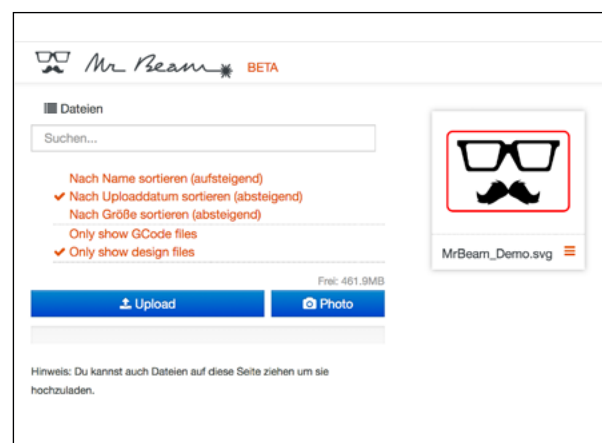 Mr Beam BETA
Dateien
Suchen...
Nach Name sortieren (aufsteigend)
Nach Uploaddatum sortieren (absteigend)
Nach Größe sortieren (absteigend)
Only show GCode files
Only show design files
Frei: 461.9MB
Upload
Photo
Hinweis: Du kannst auch Dateien auf diese Seite ziehen um sie
hochzuladen.
MrBeam_Demo.svg